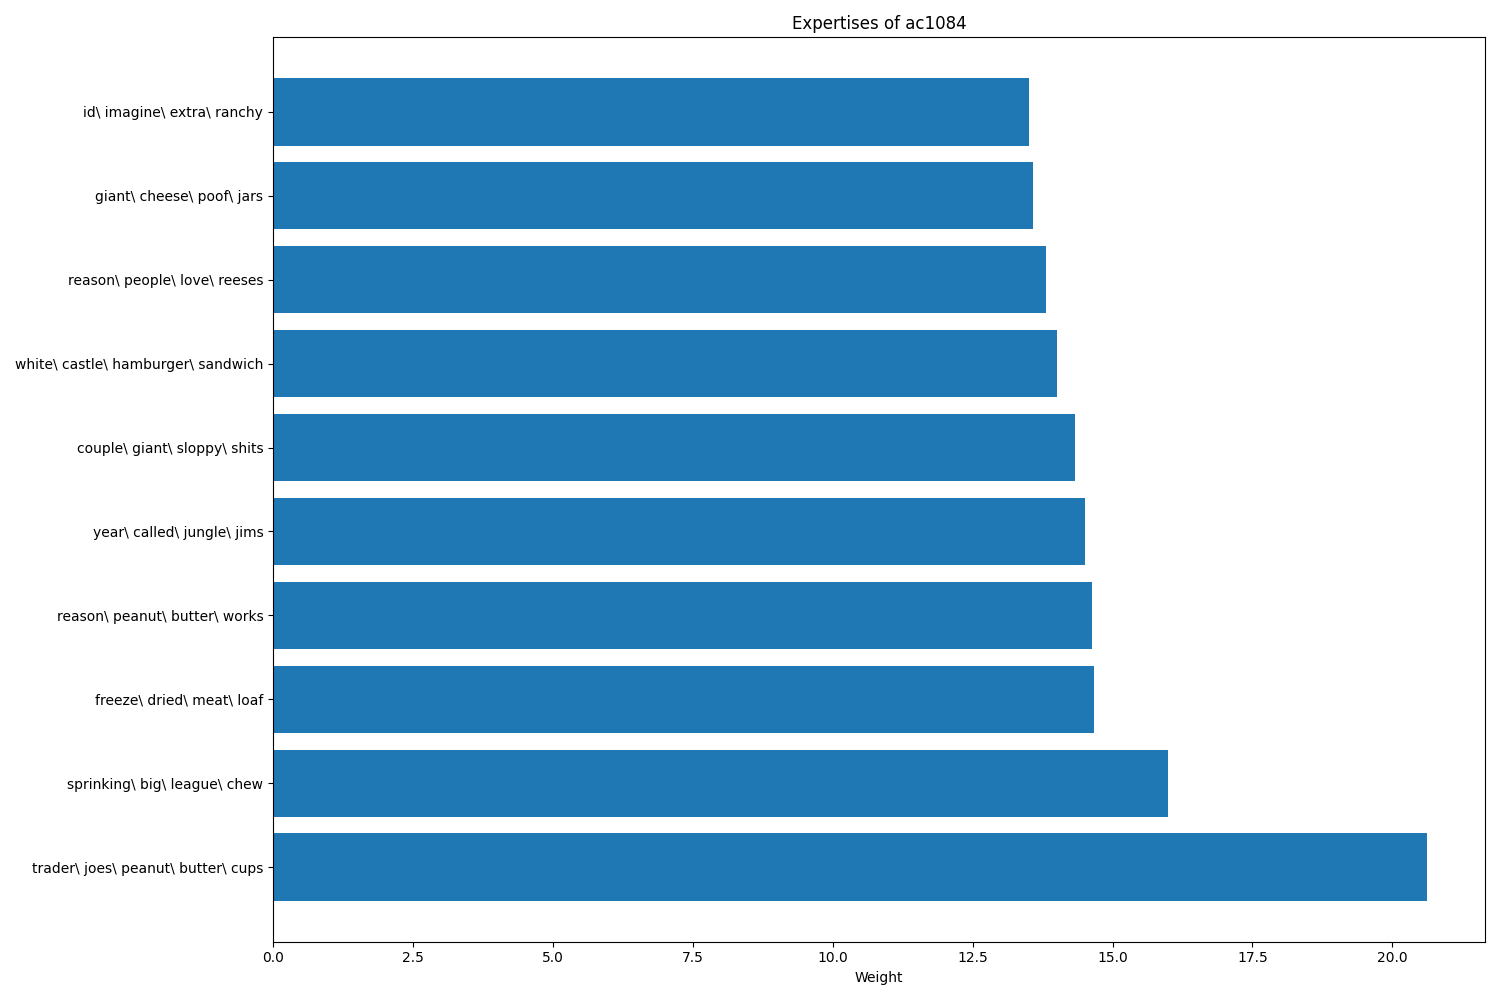 Expertises of ac1084
id\ imagine\ extra\ ranchy
giant\ cheese\ poof\ jars
reason\ people\ love\ reeses
white\ castle\ hamburger\ sandwich
couple\ giant\ sloppy\ shits
year\ called\ jungle\ jims
reason\ peanut\ butter\ works
freeze\ dried\ meat\ loaf
sprinking\ big\ league\ chew
trader\ joes\ peanut\ butter\ cups
0.0 2.5 5.0 7.5 10.0 12.5 15.0 17.5 20.0
Weight